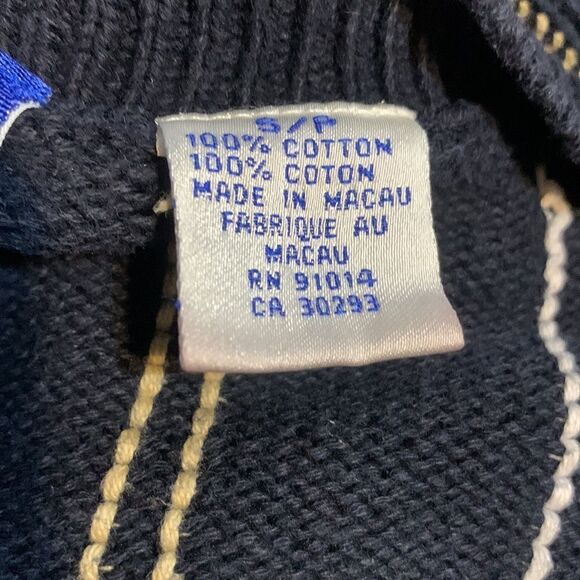 S/P
100% COTTON
100% COTON
MADE IN MACAU
FABRIQUE AU
MACAU
RN 91014
CA 30293